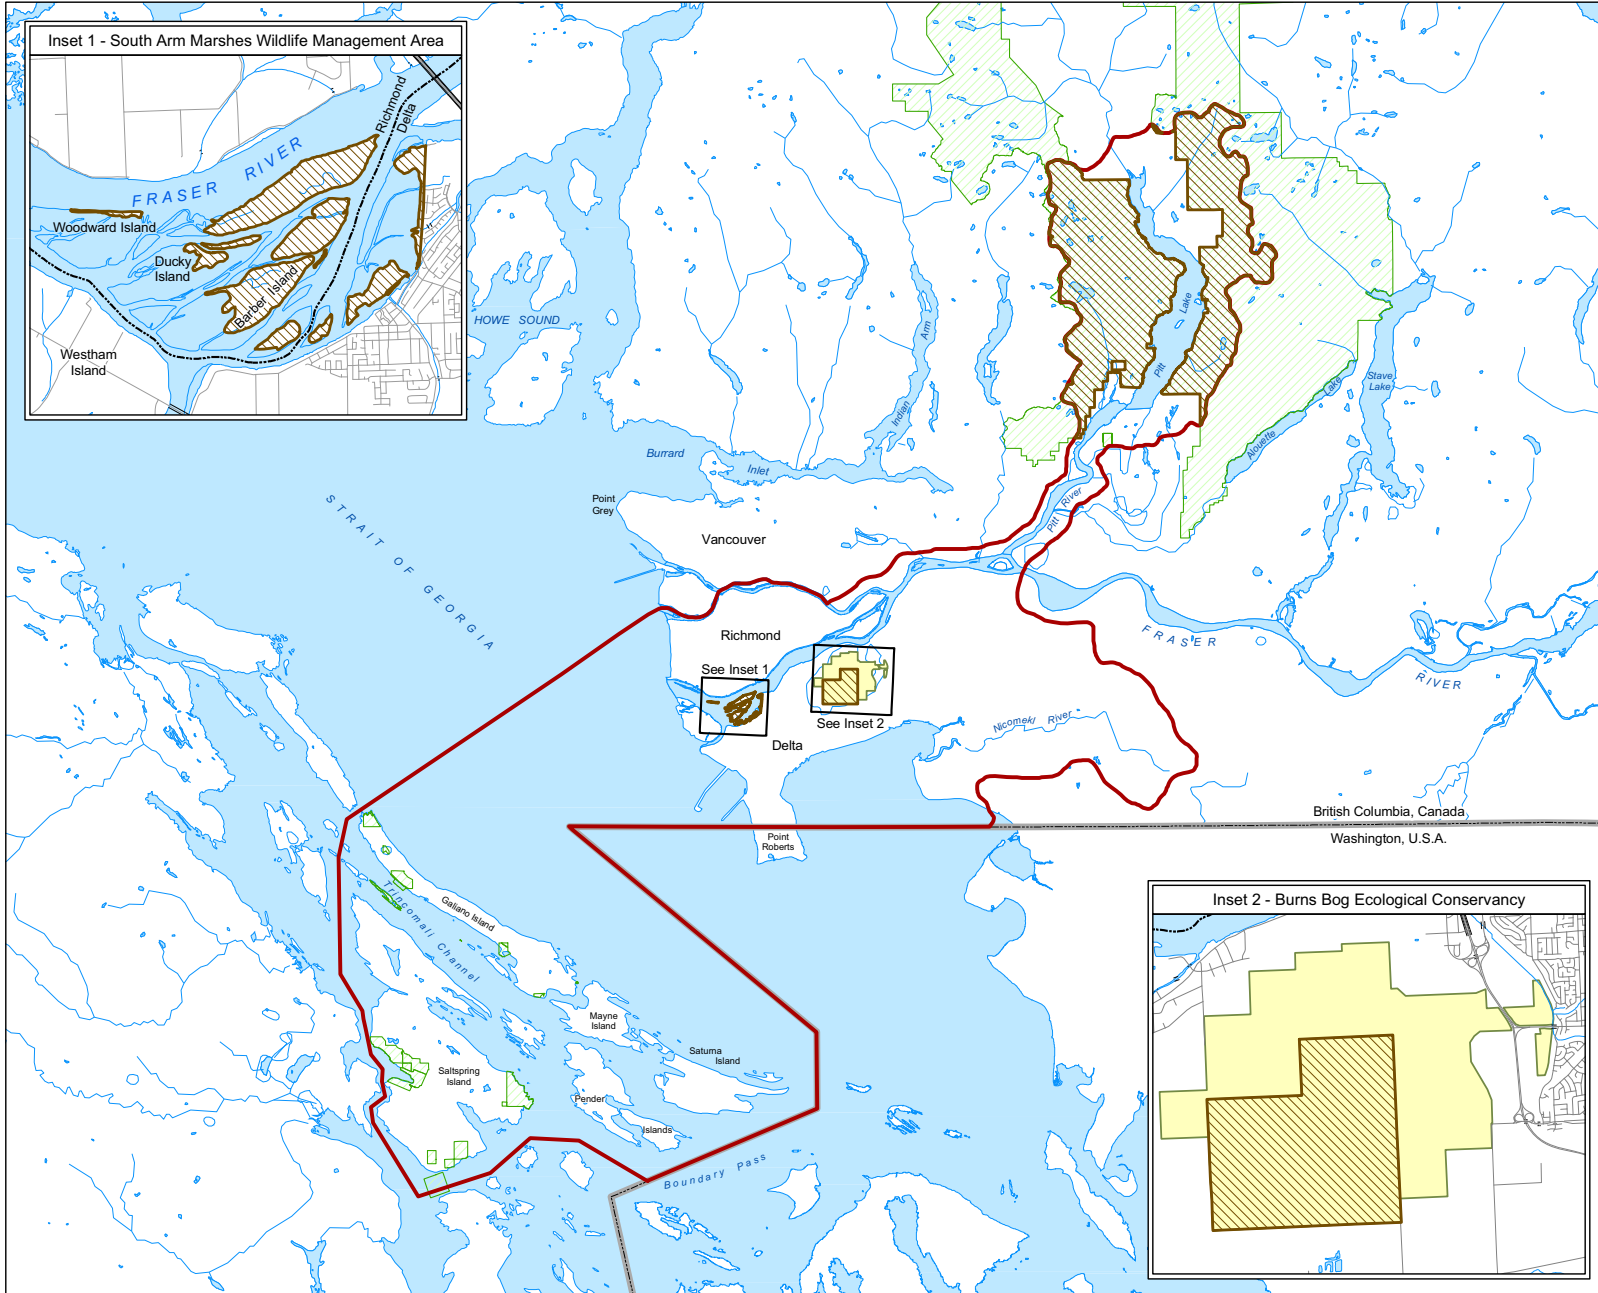 Inset 1 - South Arm Marshes Wildlife Management Area
Richmond
Delta
FRASER RIVER
Woodward Island
Ducky
Island
Barber Island
Westham
Island
HOWE SOUND
Indian Arm
Pitt Lake
Stave
Lake
Alouette Lake
Burrard Inlet
Point
Grey
Pitt River
Vancouver
STRAIT OF GEORGIA
Richmond
FRASER RIVER
See Inset 1
See Inset 2
Nicomekl River
Delta
British Columbia, Canada
Washington, U.S.A.
Point
Roberts
Trincomali Channel
Galiano Island
Mayne
Island
Saturna
Island
Saltspring
Island
Pender
Islands
Boundary Pass
Inset 2 - Burns Bog Ecological Conservancy